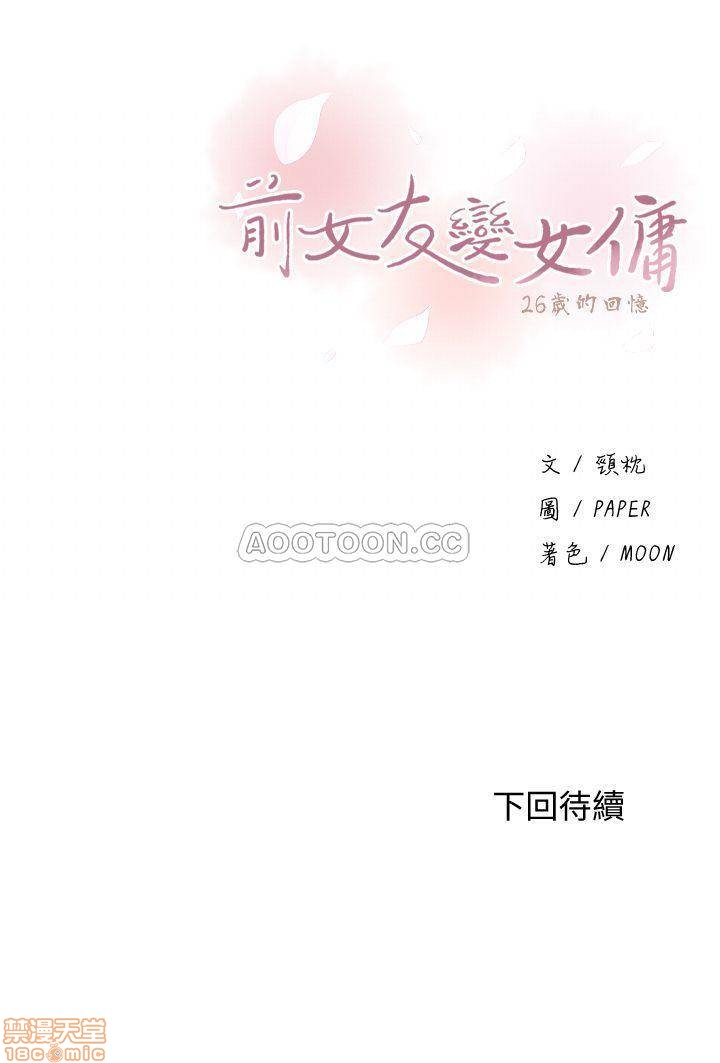 前女友變女傭
26歲的回憶
文 / 頸枕
圖 / PAPER
著色 / MOON
AOOTOON.CC
下回待續
禁漫天堂
18comic